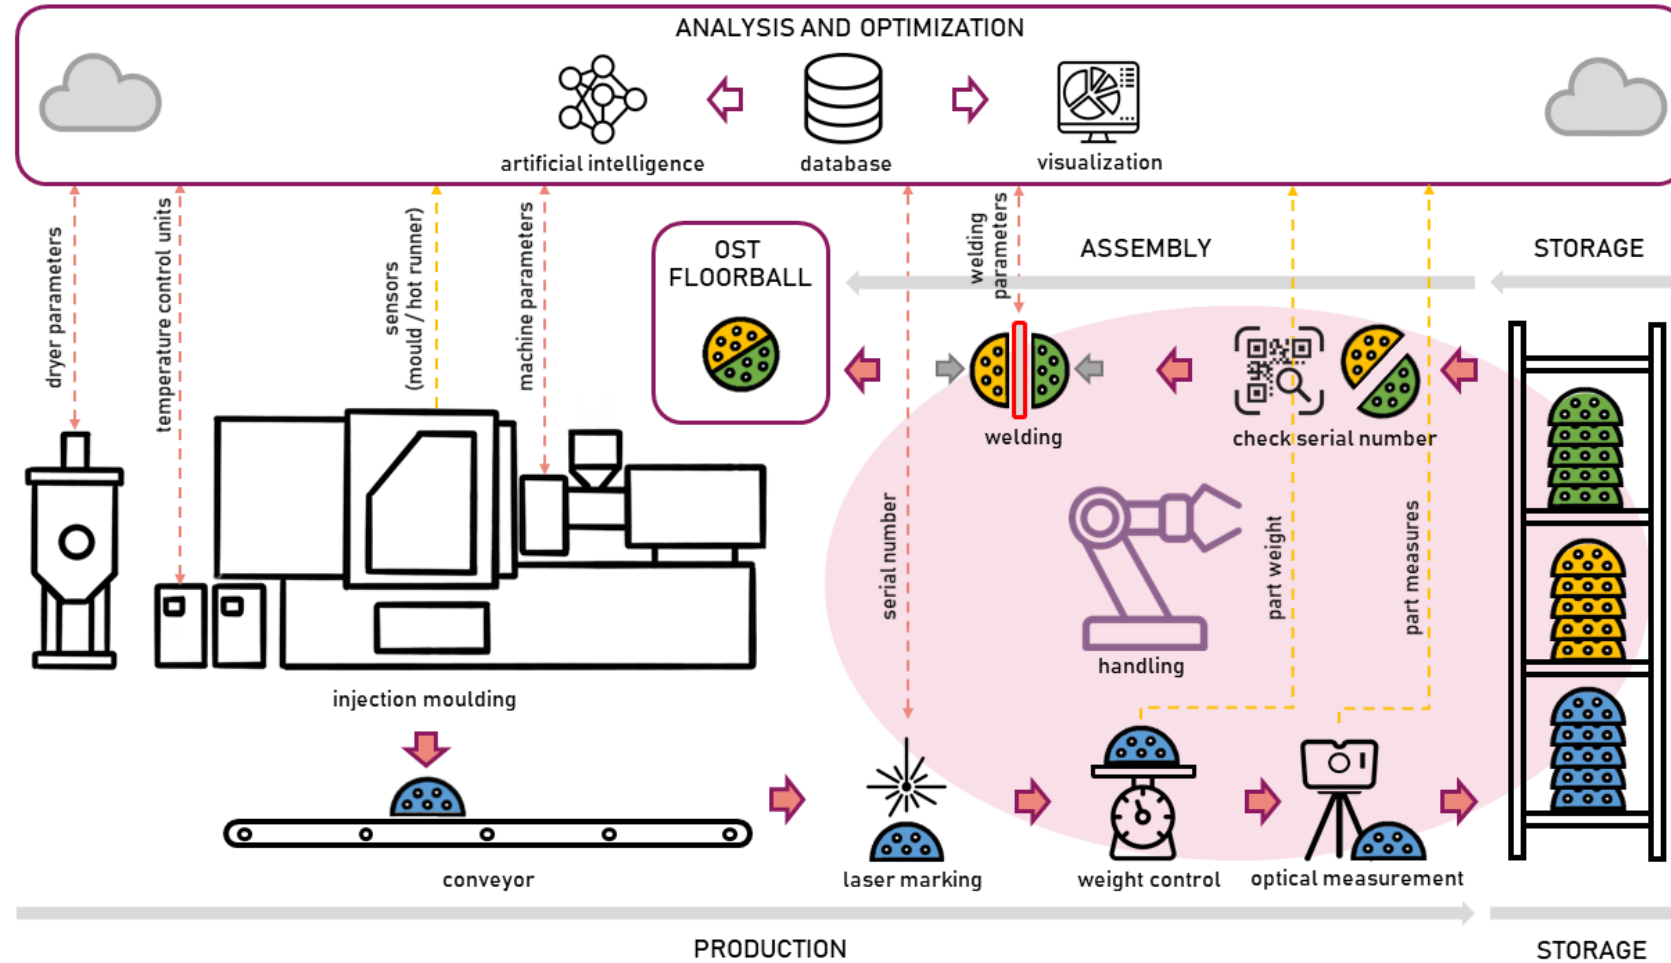 ANALYSIS AND OPTIMIZATION
artificial intelligence
database
visualization
dryer parameters
temperature control units
sensors
(mould / hot runner)
machine parameters
OST
FLOORBALL
welding
parameters
ASSEMBLY
STORAGE
welding
check serial number
serial number
handling
part weight
part measures
injection moulding
conveyor
laser marking
weight control
optical measurement
PRODUCTION
STORAGE